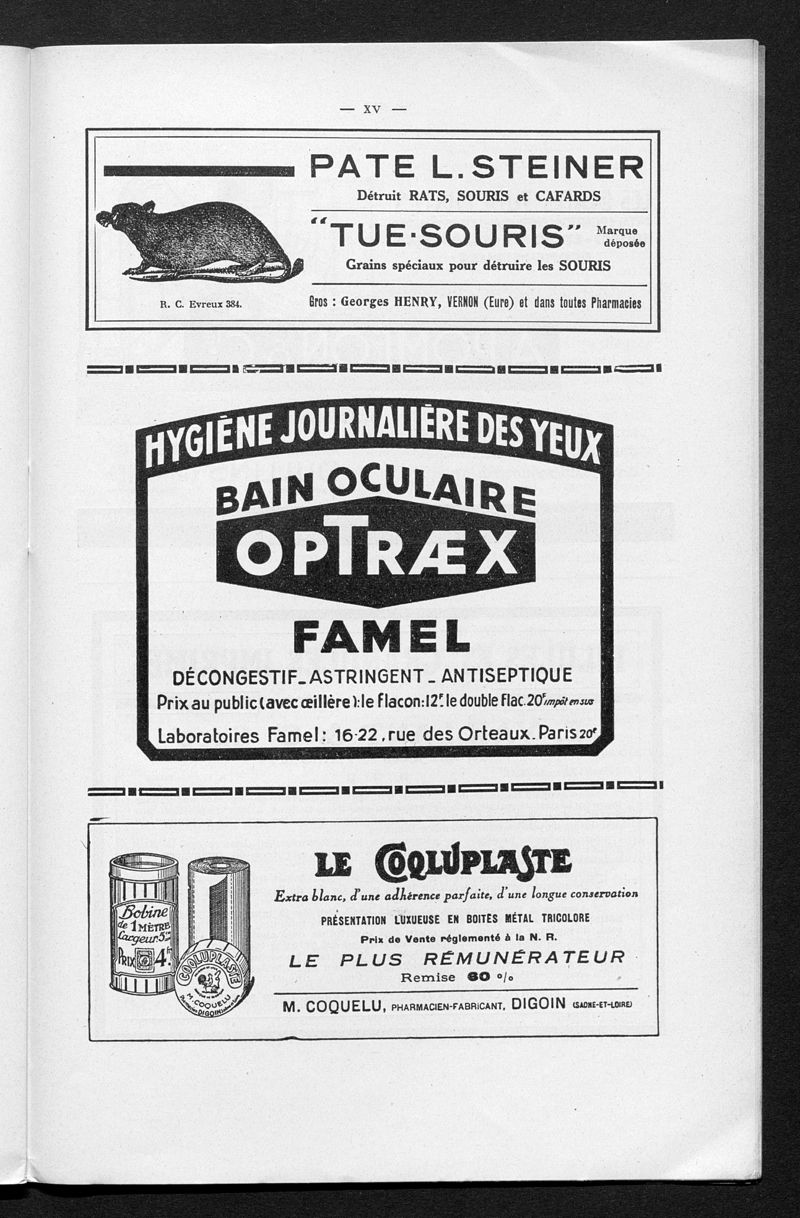 — XV —
PATE L. STEINER
Détruit RATS, SOURIS et CAFARDS
"TUE-SOURIS" Marque déposée
Grains spéciaux pour détruire les SOURIS
R. C. Evreux 384.
Gros : Georges HENRY, VERNON (Eure) et dans toutes Pharmacies
HYGIÈNE JOURNALIÈRE DES YEUX
BAIN OCULAIRE
OPTRÆX
FAMEL
DÉCONGESTIF_ASTRINGENT_ANTISEPTIQUE
Prix au public (avec œillère): le flacon: 12F. le double flac. 20F impôt en sus
Laboratoires Famel: 16-22, rue des Orteaux. Paris 20e
LE COQLUPLASTE
Extra blanc, d'une adhérence parfaite, d'une longue conservation
PRÉSENTATION LUXUEUSE EN BOITES MÉTAL TRICOLORE
Prix de Vente réglementé à la N. R.
LE PLUS RÉMUNÉRATEUR
Remise 60 %
M. COQUELU, PHARMACIEN-FABRICANT, DIGOIN (SAONE-ET-LOIRE)
Bobine
de 1 MÈTRE
Largeur: 5cm
PRIX 4fr
COQLUPLASTE
M. COQUELU
DIGOIN